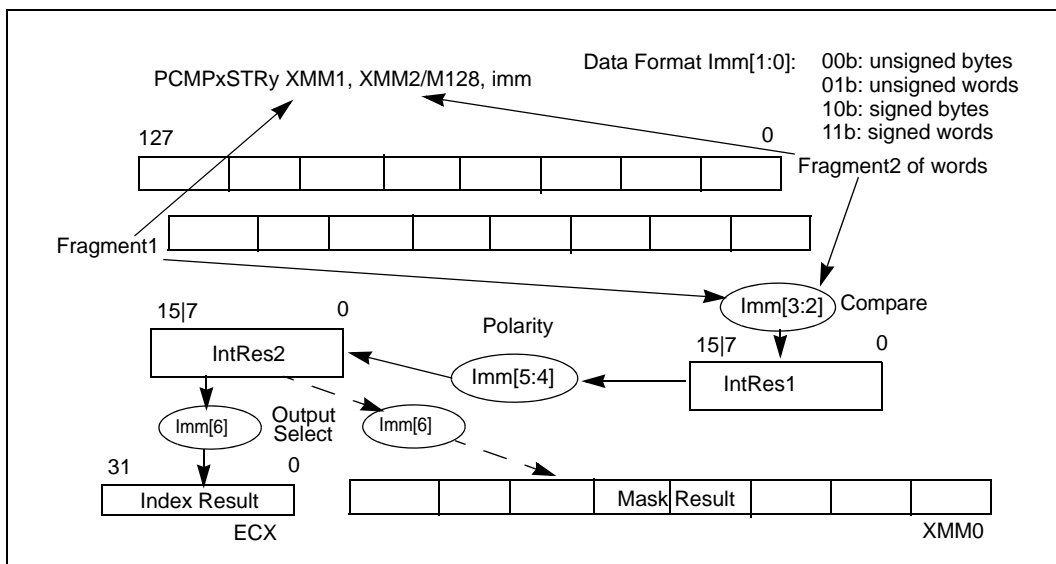 PCMPxSTRy XMM1, XMM2/M128, imm
Data Format Imm[1:0]:
00b: unsigned bytes
01b: unsigned words
10b: signed bytes
11b: signed words
127
0
Fragment2 of words
Fragment1
Imm[3:2]
Compare
15|7
0
Polarity
15|7
0
IntRes2
Imm[5:4]
IntRes1
Imm[6]
Output
Select
Imm[6]
31
0
Index Result
Mask Result
ECX
XMM0